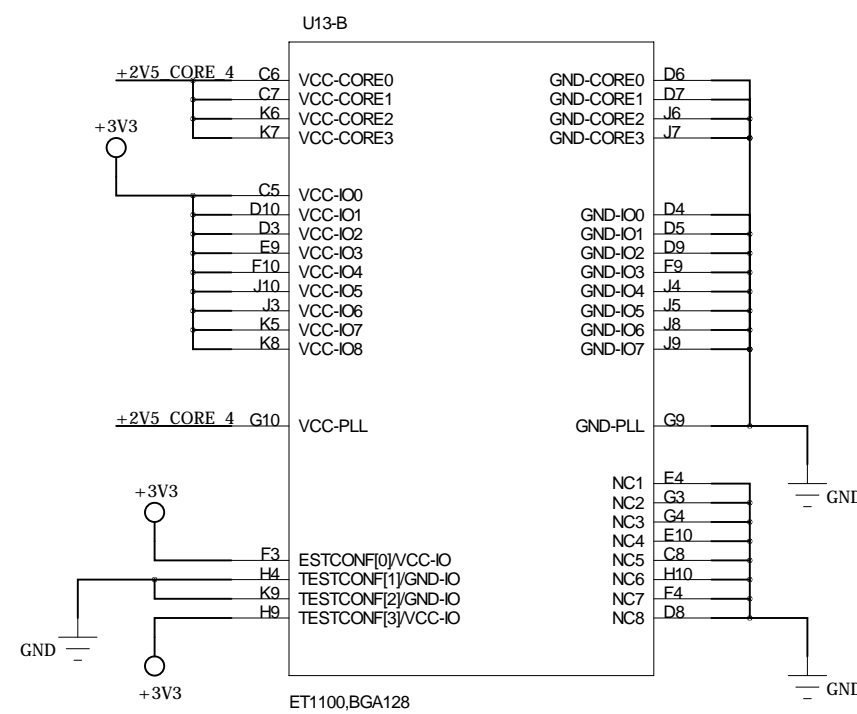 U13-B
+2V5_CORE_4 C6 VCC-CORE0 GND-CORE0 D6
C7 VCC-CORE1 GND-CORE1 D7
K6 VCC-CORE2 GND-CORE2 J6
K7 VCC-CORE3 GND-CORE3 J7
+3V3
C5 VCC-IO0
D10 VCC-IO1 GND-IO0 D4
D3 VCC-IO2 GND-IO1 D5
E9 VCC-IO3 GND-IO2 D9
F10 VCC-IO4 GND-IO3 F9
J10 VCC-IO5 GND-IO4 J4
J3 VCC-IO6 GND-IO5 J5
K5 VCC-IO7 GND-IO6 J8
K8 VCC-IO8 GND-IO7 J9
+2V5_CORE_4 G10 VCC-PLL GND-PLL G9
NC1 E4
+3V3 NC2 G3
GND
NC3 G4
NC4 E10
F3 ESTCONF[0]/VCC-IO NC5 C8
H4 TESTCONF[1]/GND-IO NC6 H10
K9 TESTCONF[2]/GND-IO NC7 F4
H9 TESTCONF[3]/VCC-IO NC8 D8
GND
+3V3
GND
ET1100,BGA128